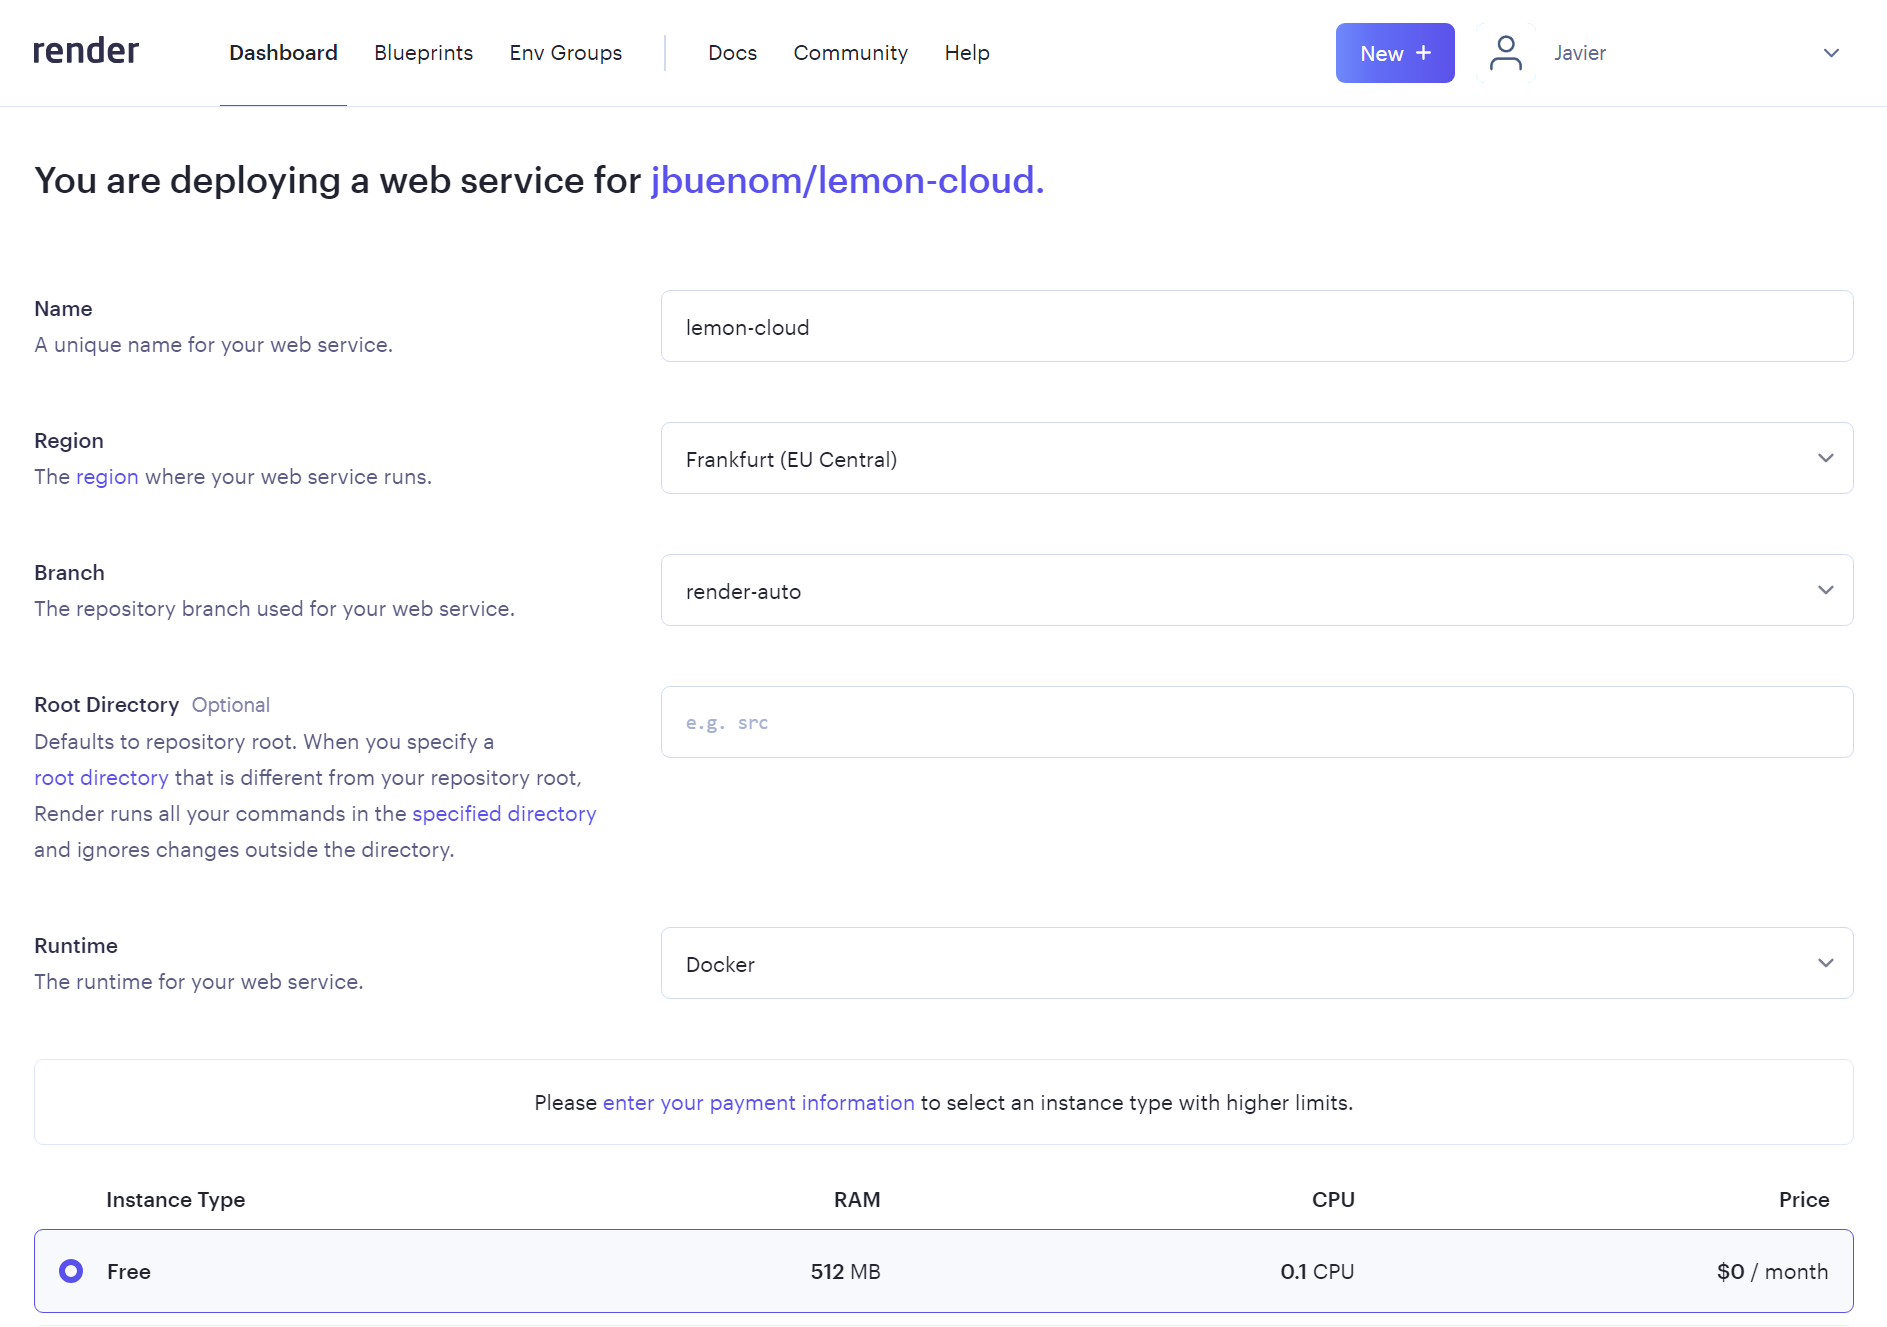 render Dashboard Blueprints Env Groups Docs Community Help New + Javier
You are deploying a web service for jbuenom/lemon-cloud.
Name
A unique name for your web service.
lemon-cloud
Region
The region where your web service runs.
Frankfurt (EU Central)
Branch
The repository branch used for your web service.
render-auto
Root Directory Optional
Defaults to repository root. When you specify a
root directory that is different from your repository root,
Render runs all your commands in the specified directory
and ignores changes outside the directory.
e.g. src
Runtime
The runtime for your web service.
Docker
Please enter your payment information to select an instance type with higher limits.
Instance Type RAM CPU Price
Free 512 MB 0.1 CPU $0 / month